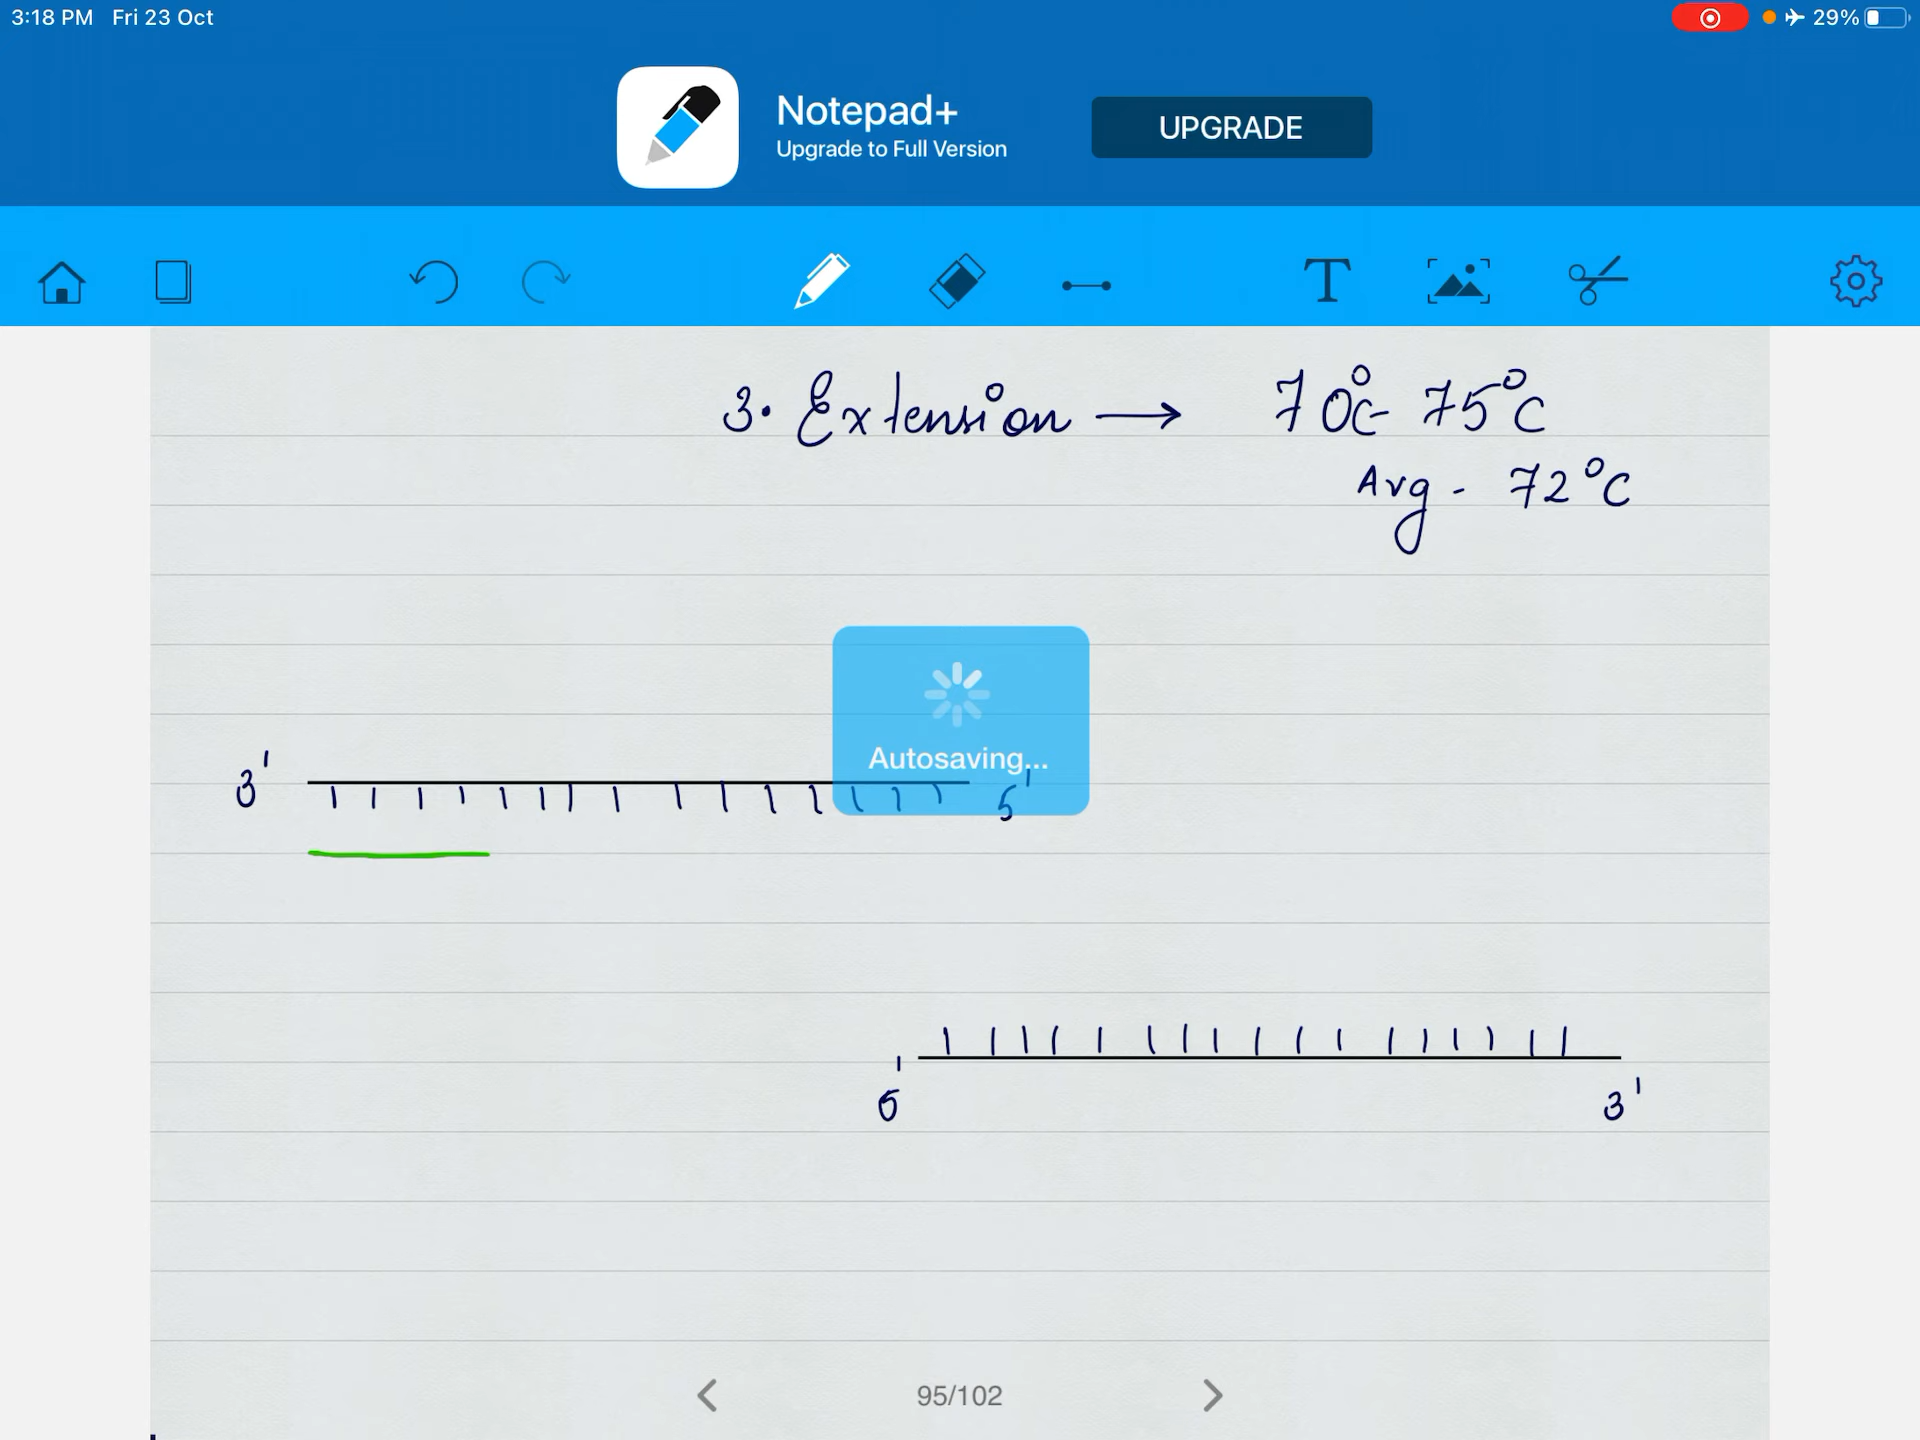 3:18 PM Fri 23 Oct
29%
Notepad+
Upgrade to Full Version
UPGRADE
T
3. Extension → 70°C- 75°C
Avg - 72°C
Autosaving...
3' 5'
5' 3'
95/102